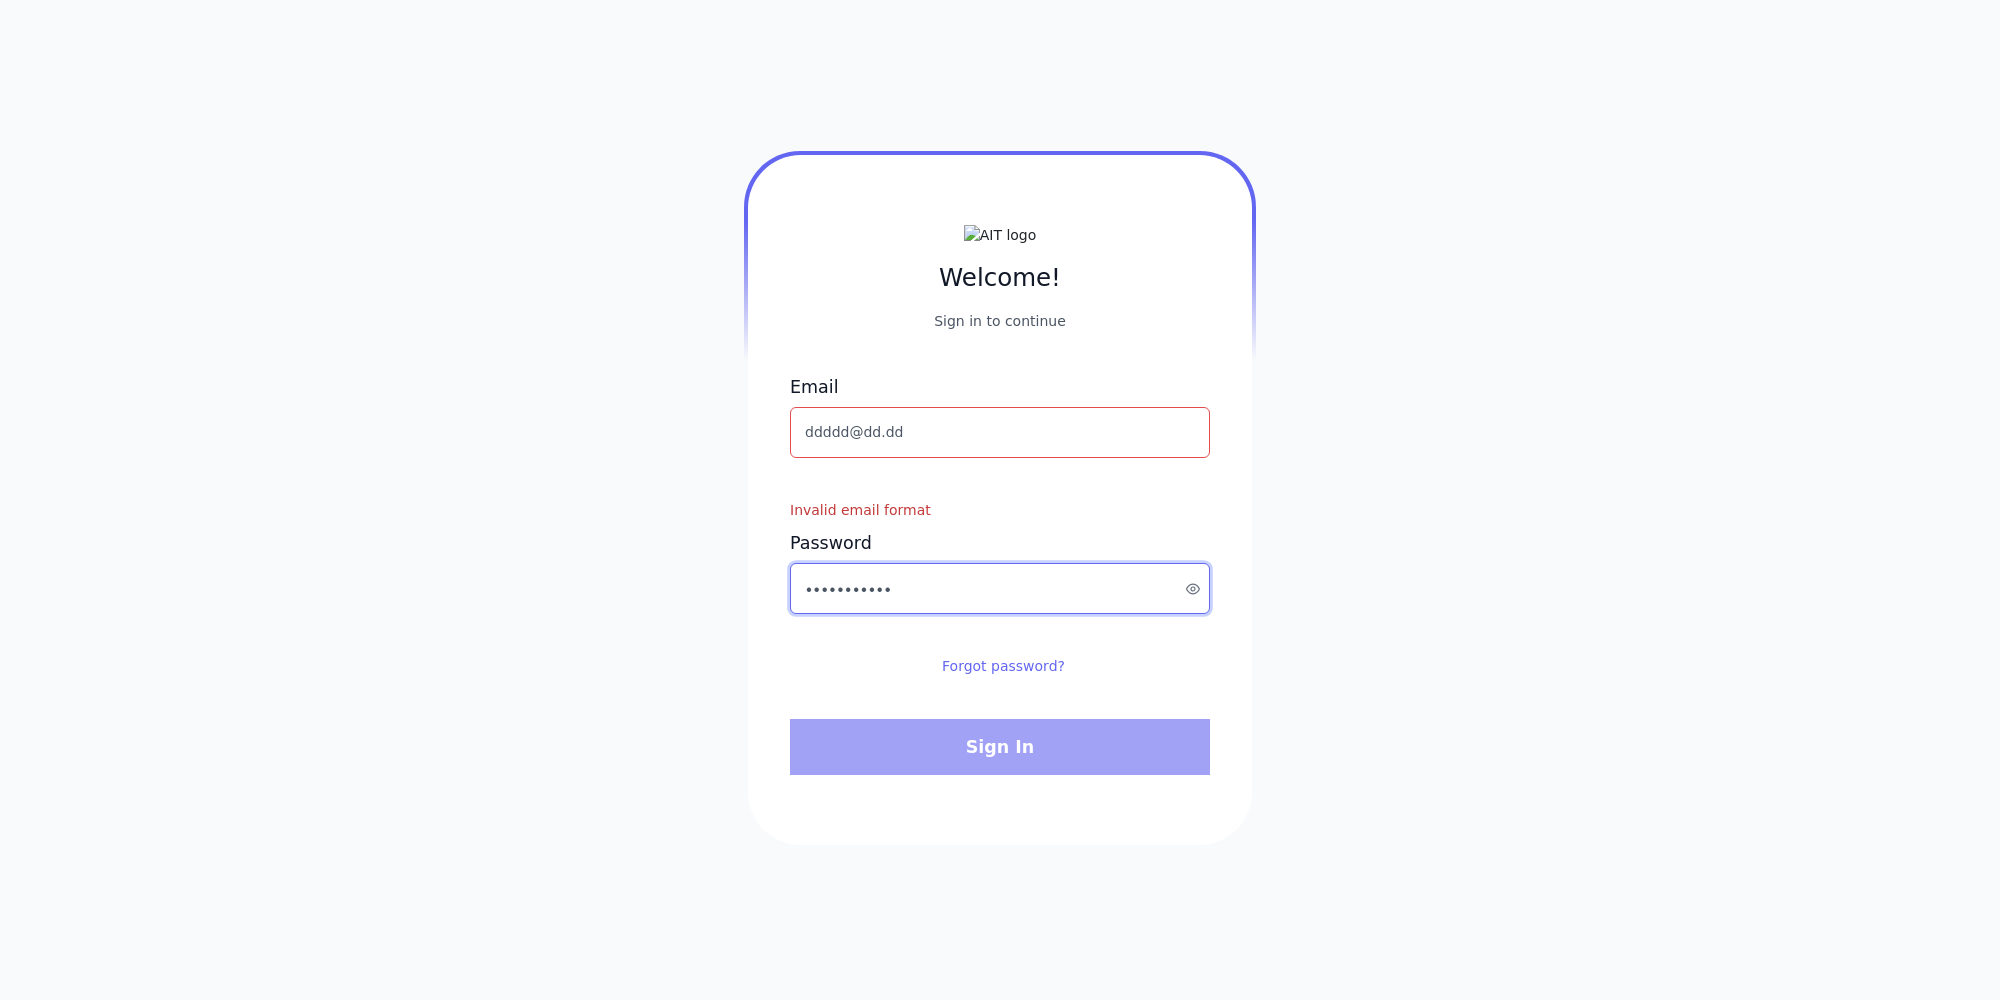 AIT logo
Welcome!
Sign in to continue
Email
ddddd@dd.dd
Invalid email format
Password
•••••••••••
Forgot password?
Sign In